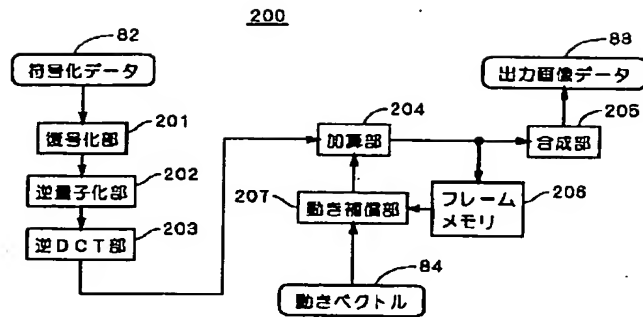 200
82
符号化データ
復号化部
201
逆量子化部
202
逆DCT部
203
88
出力画像データ
204
加算部
205
合成部
207
動き補償部
フレーム
メモリ
206
84
動きベクトル